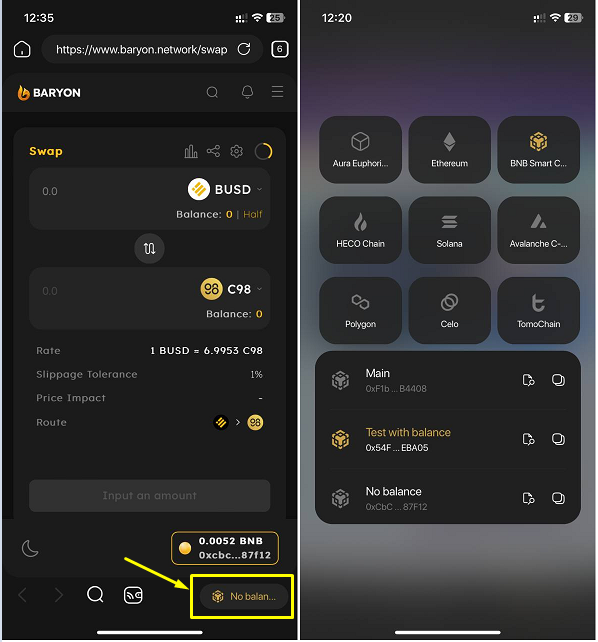 12:35
25
https://www.baryon.network/swap
6
BARYON
Swap
0.0
BUSD
Balance: 0 | Half
0.0
C98
Balance: 0
Rate 1 BUSD = 6.9953 C98
Slippage Tolerance 1%
Price Impact -
Route >
Input an amount
0.0052 BNB
0xcbc...87f12
No balan...
12:20
29
Aura Euphori... Ethereum BNB Smart C...
HECO Chain Solana Avalanche C-...
Polygon Celo TomoChain
Main
0xF1b ... B4408
Test with balance
0x54F ... EBA05
No balance
0xCbC ... 87F12